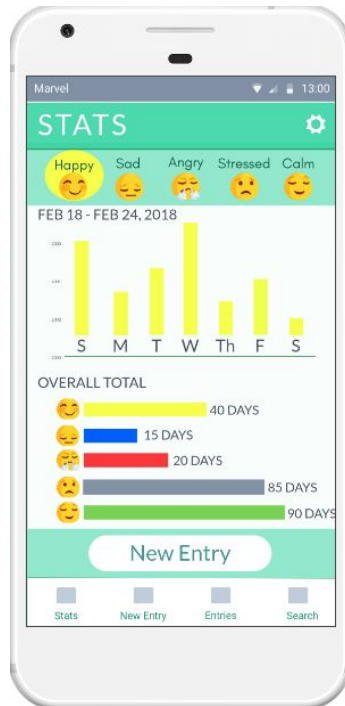 Marvel 13:00
STATS
Happy Sad Angry Stressed Calm
FEB 18 - FEB 24, 2018
S M T W Th F S
OVERALL TOTAL
40 DAYS
15 DAYS
20 DAYS
85 DAYS
90 DAYS
New Entry
Stats New Entry Entries Search